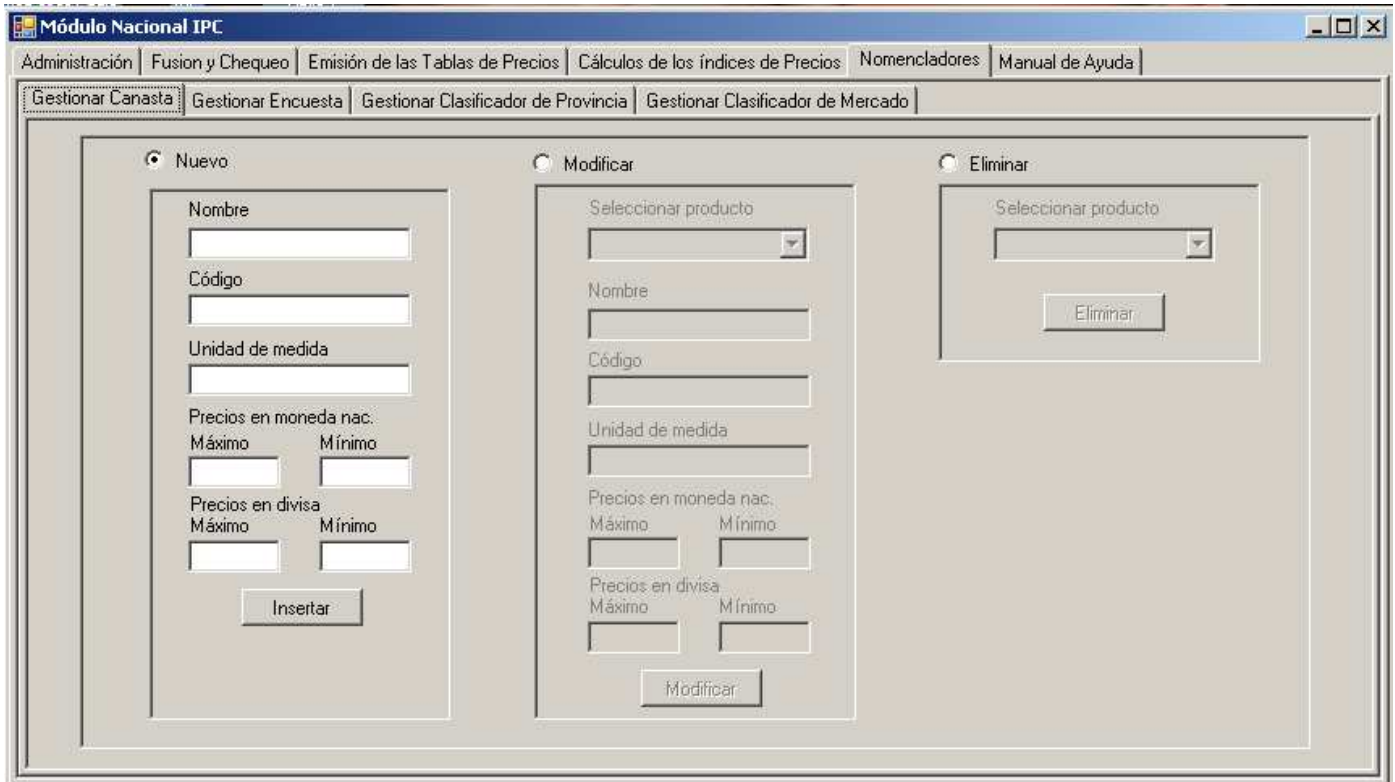 Módulo Nacional IPC
Administración Fusion y Chequeo Emisión de las Tablas de Precios Cálculos de los índices de Precios Nomencladores Manual de Ayuda
Gestionar Canasta Gestionar Encuesta Gestionar Clasificador de Provincia Gestionar Clasificador de Mercado
Nuevo
Nombre
Código
Unidad de medida
Precios en moneda nac.
Máximo Mínimo
Precios en divisa
Máximo Mínimo
Insertar
Modificar
Seleccionar producto
Nombre
Código
Unidad de medida
Precios en moneda nac.
Máximo Mínimo
Precios en divisa
Máximo Mínimo
Modificar
Eliminar
Seleccionar producto
Eliminar